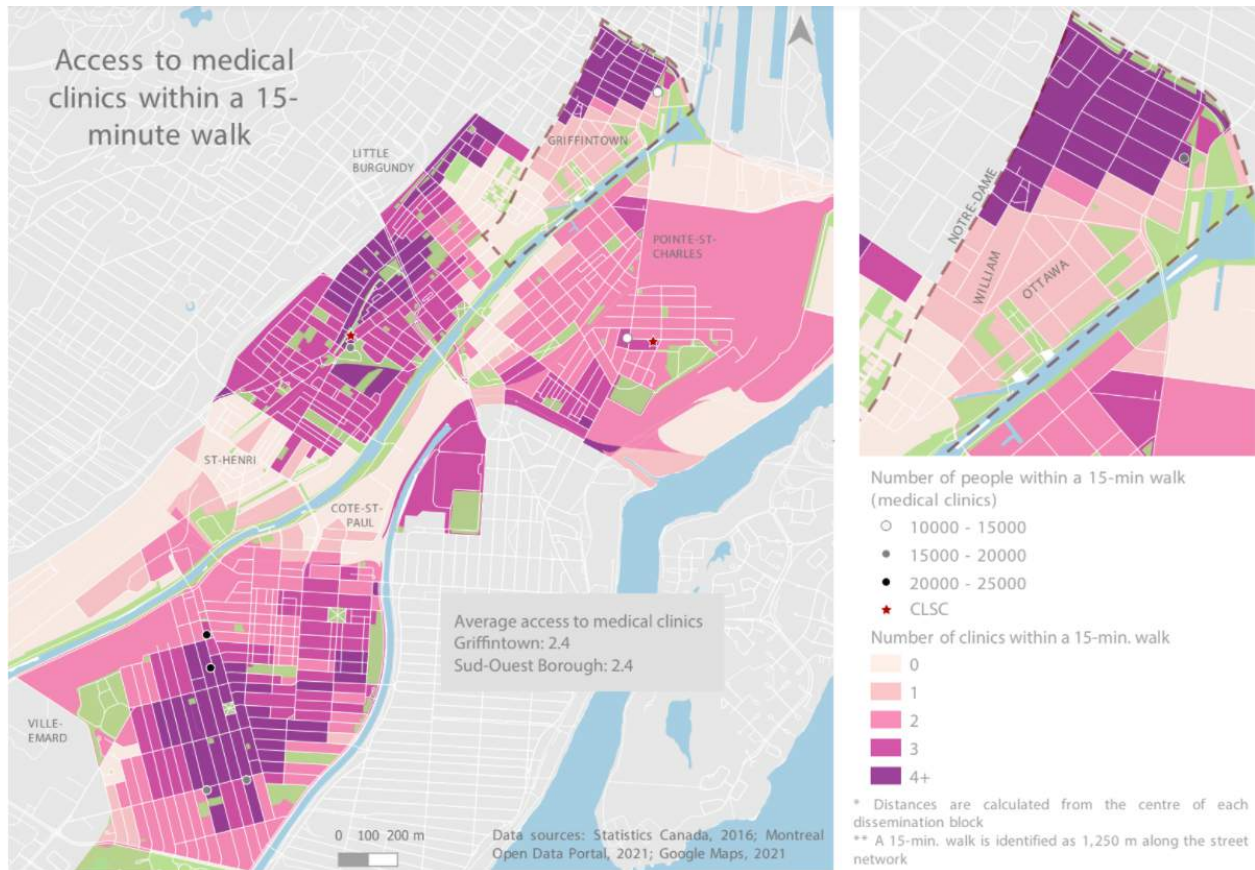 Access to medical
clinics within a 15-
minute walk
LITTLE
BURGUNDY
GRIFFINTOWN
POINTE-ST-
CHARLES
ST-HENRI
COTE-ST-
PAUL
VILLE-
EMARD
Average access to medical clinics
Griffintown: 2.4
Sud-Ouest Borough: 2.4
0 100 200 m
Data sources: Statistics Canada, 2016; Montreal
Open Data Portal, 2021; Google Maps, 2021
NOTRE-DAME
WILLIAM
OTTAWA
Number of people within a 15-min walk
(medical clinics)
10000 - 15000
15000 - 20000
20000 - 25000
CLSC
Number of clinics within a 15-min. walk
0
1
2
3
4+
* Distances are calculated from the centre of each
dissemination block
** A 15-min. walk is identified as 1,250 m along the street
network